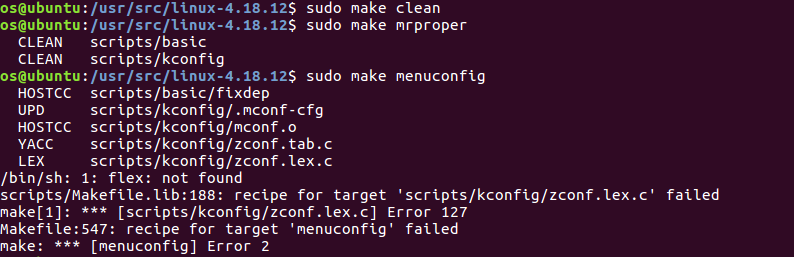 os@ubuntu:/usr/src/linux-4.18.12$ sudo make clean
os@ubuntu:/usr/src/linux-4.18.12$ sudo make mrproper
  CLEAN   scripts/basic
  CLEAN   scripts/kconfig
os@ubuntu:/usr/src/linux-4.18.12$ sudo make menuconfig
  HOSTCC  scripts/basic/fixdep
  UPD     scripts/kconfig/.mconf-cfg
  HOSTCC  scripts/kconfig/mconf.o
  YACC    scripts/kconfig/zconf.tab.c
  LEX     scripts/kconfig/zconf.lex.c
/bin/sh: 1: flex: not found
scripts/Makefile.lib:188: recipe for target 'scripts/kconfig/zconf.lex.c' failed
make[1]: *** [scripts/kconfig/zconf.lex.c] Error 127
Makefile:547: recipe for target 'menuconfig' failed
make: *** [menuconfig] Error 2